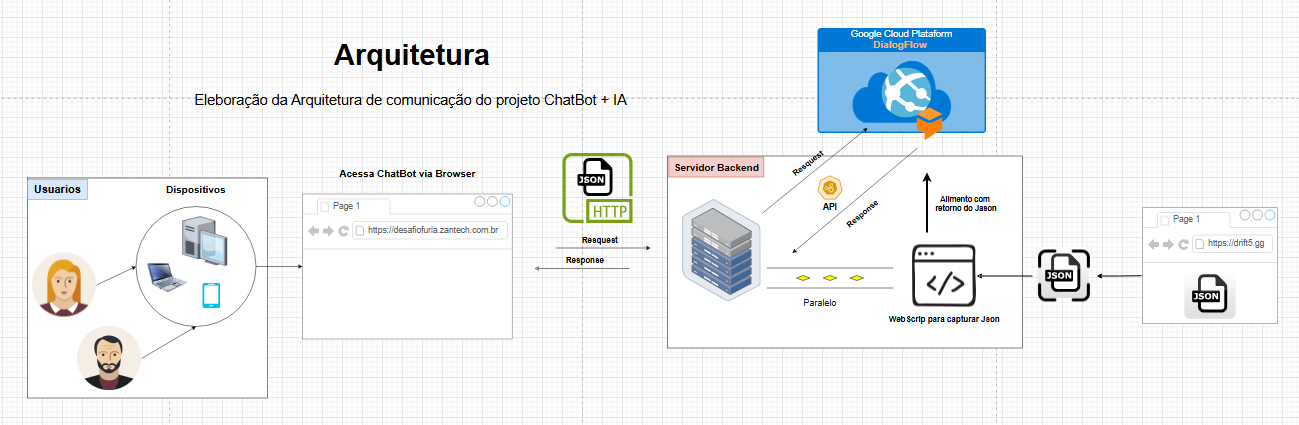 Arquitetura
Elaboração da Arquitetura de comunicação do projeto ChatBot + IA
Usuarios
Dispositivos
Acessa ChatBot via Browser
Page 1
https://desafiofuria.zantech.com.br
JSON
HTTP
Resquest
Response
Google Cloud Plataform
DialogFlow
Servidor Backend
Resquest
API
Response
Alimento com
retorno do Jason
Paralelo
WebScrip para capturar Json
JSON
Page 1
https://drift5.gg
JSON